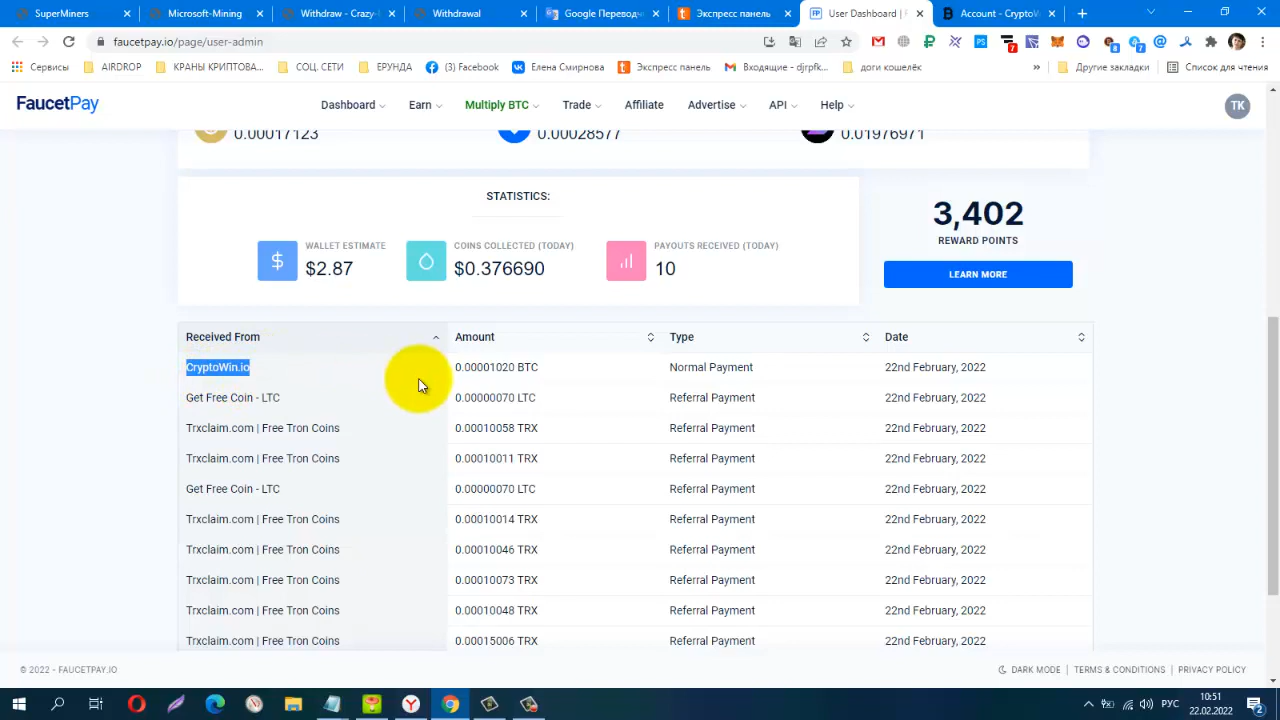 SuperMiners
Microsoft-Mining
Withdraw - Crazy-
Withdrawal
Google Переводч
Экспресс панель
User Dashboard |
Account - CryptoW
faucetpay.io/page/user-admin
7
8
7
Сервисы
AIRDROP
КРАНЫ КРИПТОВА...
СОЦ. СЕТИ
ЕРУНДА
(3) Facebook
Елена Смирнова
Экспресс панель
Входящие - djrpfk...
доги кошелёк
»
Другие закладки
Список для чтения
FaucetPay
Dashboard
Earn
Multiply BTC
Trade
Affiliate
Advertise
API
Help
TK
0.00017123
0.00028577
0.01976971
STATISTICS:
WALLET ESTIMATE
$2.87
COINS COLLECTED (TODAY)
$0.376690
PAYOUTS RECEIVED (TODAY)
10
3,402
REWARD POINTS
LEARN MORE
Received From Amount Type Date
CryptoWin.io 0.00001020 BTC Normal Payment 22nd February, 2022
Get Free Coin - LTC 0.00000070 LTC Referral Payment 22nd February, 2022
Trxclaim.com | Free Tron Coins 0.00010058 TRX Referral Payment 22nd February, 2022
Trxclaim.com | Free Tron Coins 0.00010011 TRX Referral Payment 22nd February, 2022
Get Free Coin - LTC 0.00000070 LTC Referral Payment 22nd February, 2022
Trxclaim.com | Free Tron Coins 0.00010014 TRX Referral Payment 22nd February, 2022
Trxclaim.com | Free Tron Coins 0.00010046 TRX Referral Payment 22nd February, 2022
Trxclaim.com | Free Tron Coins 0.00010073 TRX Referral Payment 22nd February, 2022
Trxclaim.com | Free Tron Coins 0.00010048 TRX Referral Payment 22nd February, 2022
Trxclaim.com | Free Tron Coins 0.00015006 TRX Referral Payment 22nd February, 2022
© 2022 - FAUCETPAY.IO
DARK MODE | TERMS & CONDITIONS | PRIVACY POLICY
РУС
10:51
22.02.2022
2